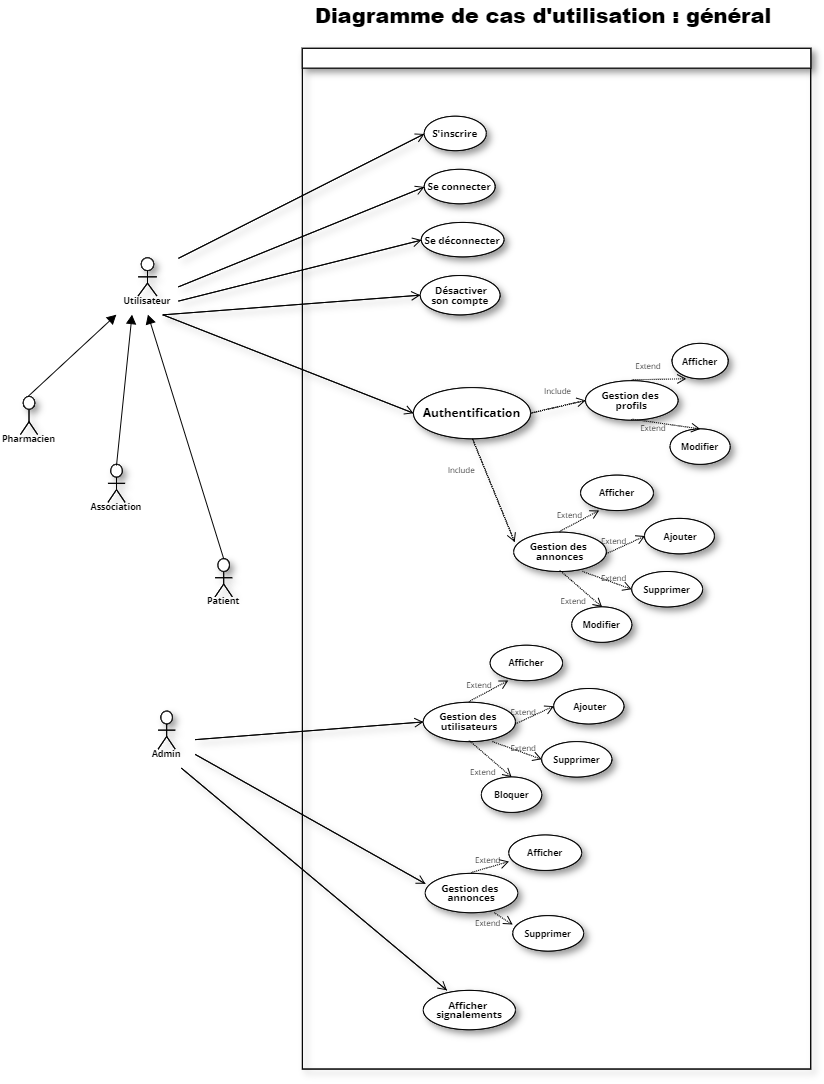 Diagramme de cas d'utilisation : général
S'inscrire
Se connecter
Se déconnecter
Utilisateur
Désactiver
son compte
Afficher
Extend
Include
Gestion des
profils
Authentification
Extend
Pharmacien
Modifier
Include
Afficher
Association
Extend
Ajouter
Extend
Gestion des
annonces
Extend
Supprimer
Extend
Patient
Modifier
Afficher
Extend
Ajouter
Extend
Gestion des
utilisateurs
Admin
Extend
Supprimer
Extend
Bloquer
Afficher
Extend
Gestion des
annonces
Extend
Supprimer
Afficher
signalements